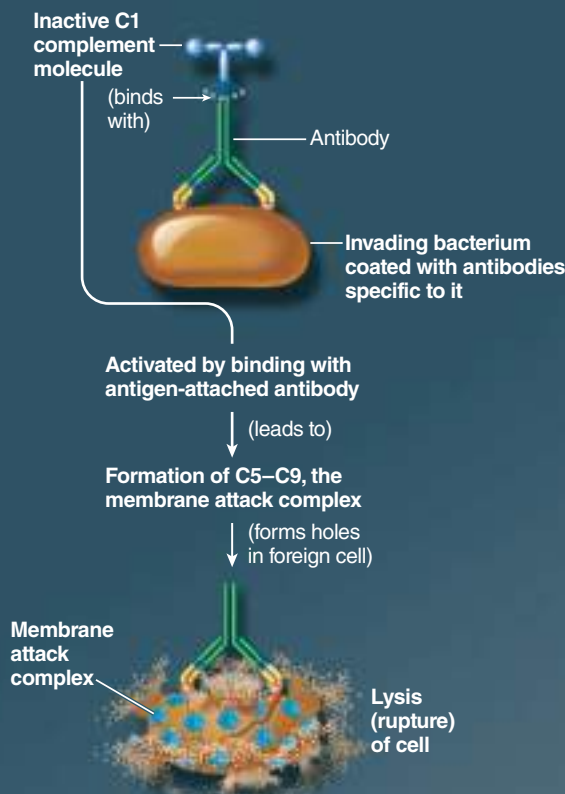 Inactive C1
complement
molecule
(binds
with)
Antibody
Invading bacterium
coated with antibodies
specific to it
Activated by binding with
antigen-attached antibody
(leads to)
Formation of C5–C9, the
membrane attack complex
(forms holes
in foreign cell)
Membrane
attack
complex
Lysis
(rupture)
of cell